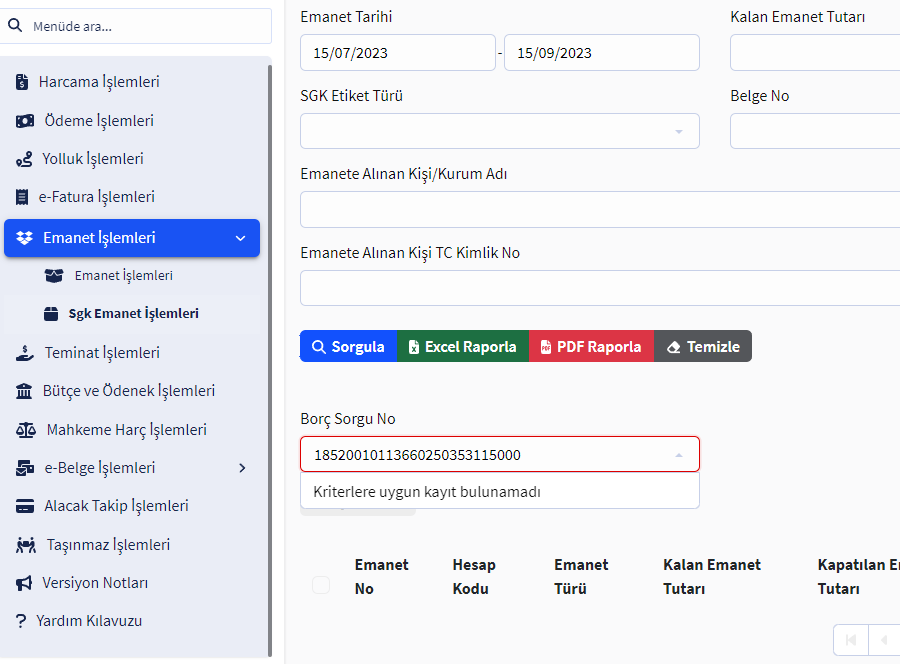 Menüde ara...
Harcama İşlemleri
Ödeme İşlemleri
Yolluk İşlemleri
e-Fatura İşlemleri
Emanet İşlemleri
Emanet İşlemleri
Sgk Emanet İşlemleri
Teminat İşlemleri
Bütçe ve Ödenek İşlemleri
Mahkeme Harç İşlemleri
e-Belge İşlemleri
Alacak Takip İşlemleri
Taşınmaz İşlemleri
Versiyon Notları
? Yardım Kılavuzu
Emanet Tarihi
Kalan Emanet Tutarı
15/07/2023 - 15/09/2023
SGK Etiket Türü
Belge No
Emanete Alınan Kişi/Kurum Adı
Emanete Alınan Kişi TC Kimlik No
Sorgula Excel Raporla PDF Raporla Temizle
Borç Sorgu No
18520010113660250353115000
Kriterlere uygun kayıt bulunamadı
Emanet Hesap Emanet Kalan Emanet Kapatılan E
No Kodu Türü Tutarı Tutarı